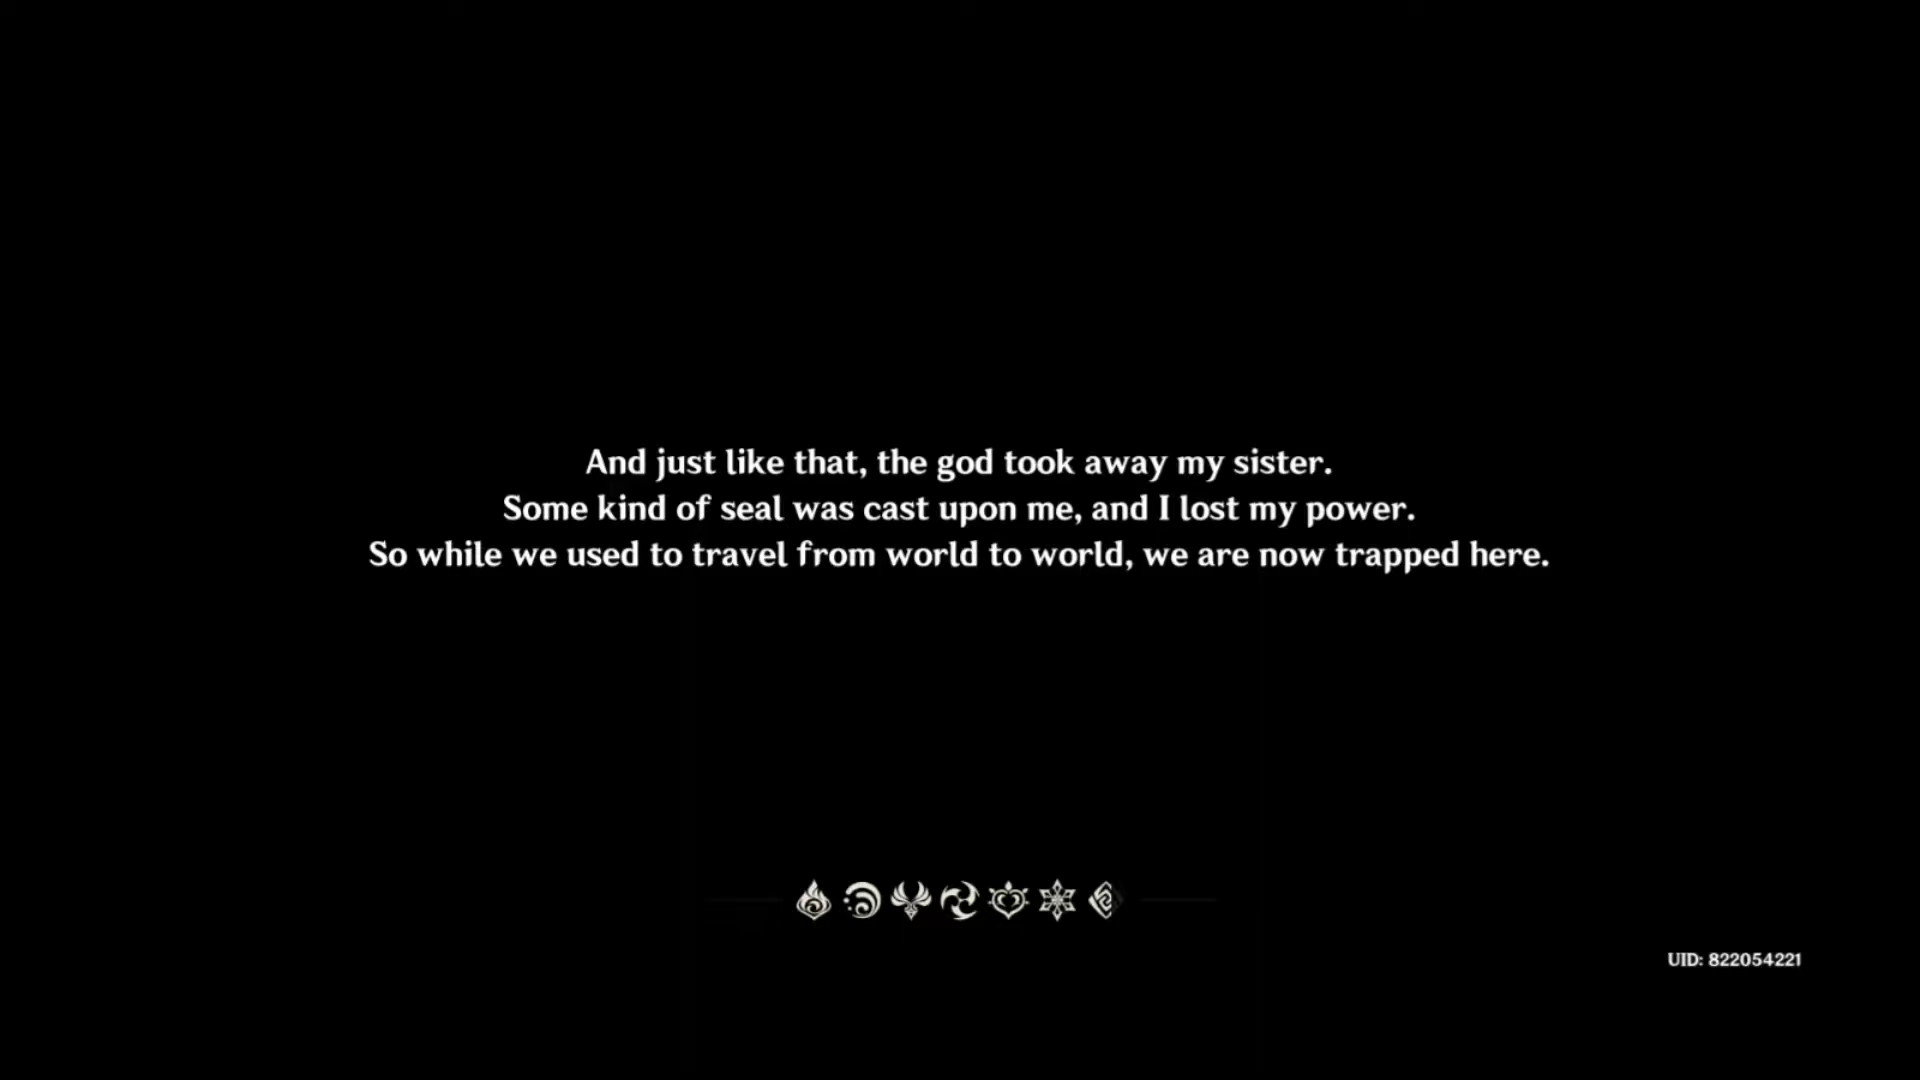 And just like that, the god took away my sister.
Some kind of seal was cast upon me, and I lost my power.
So while we used to travel from world to world, we are now trapped here.
UID: 822054221